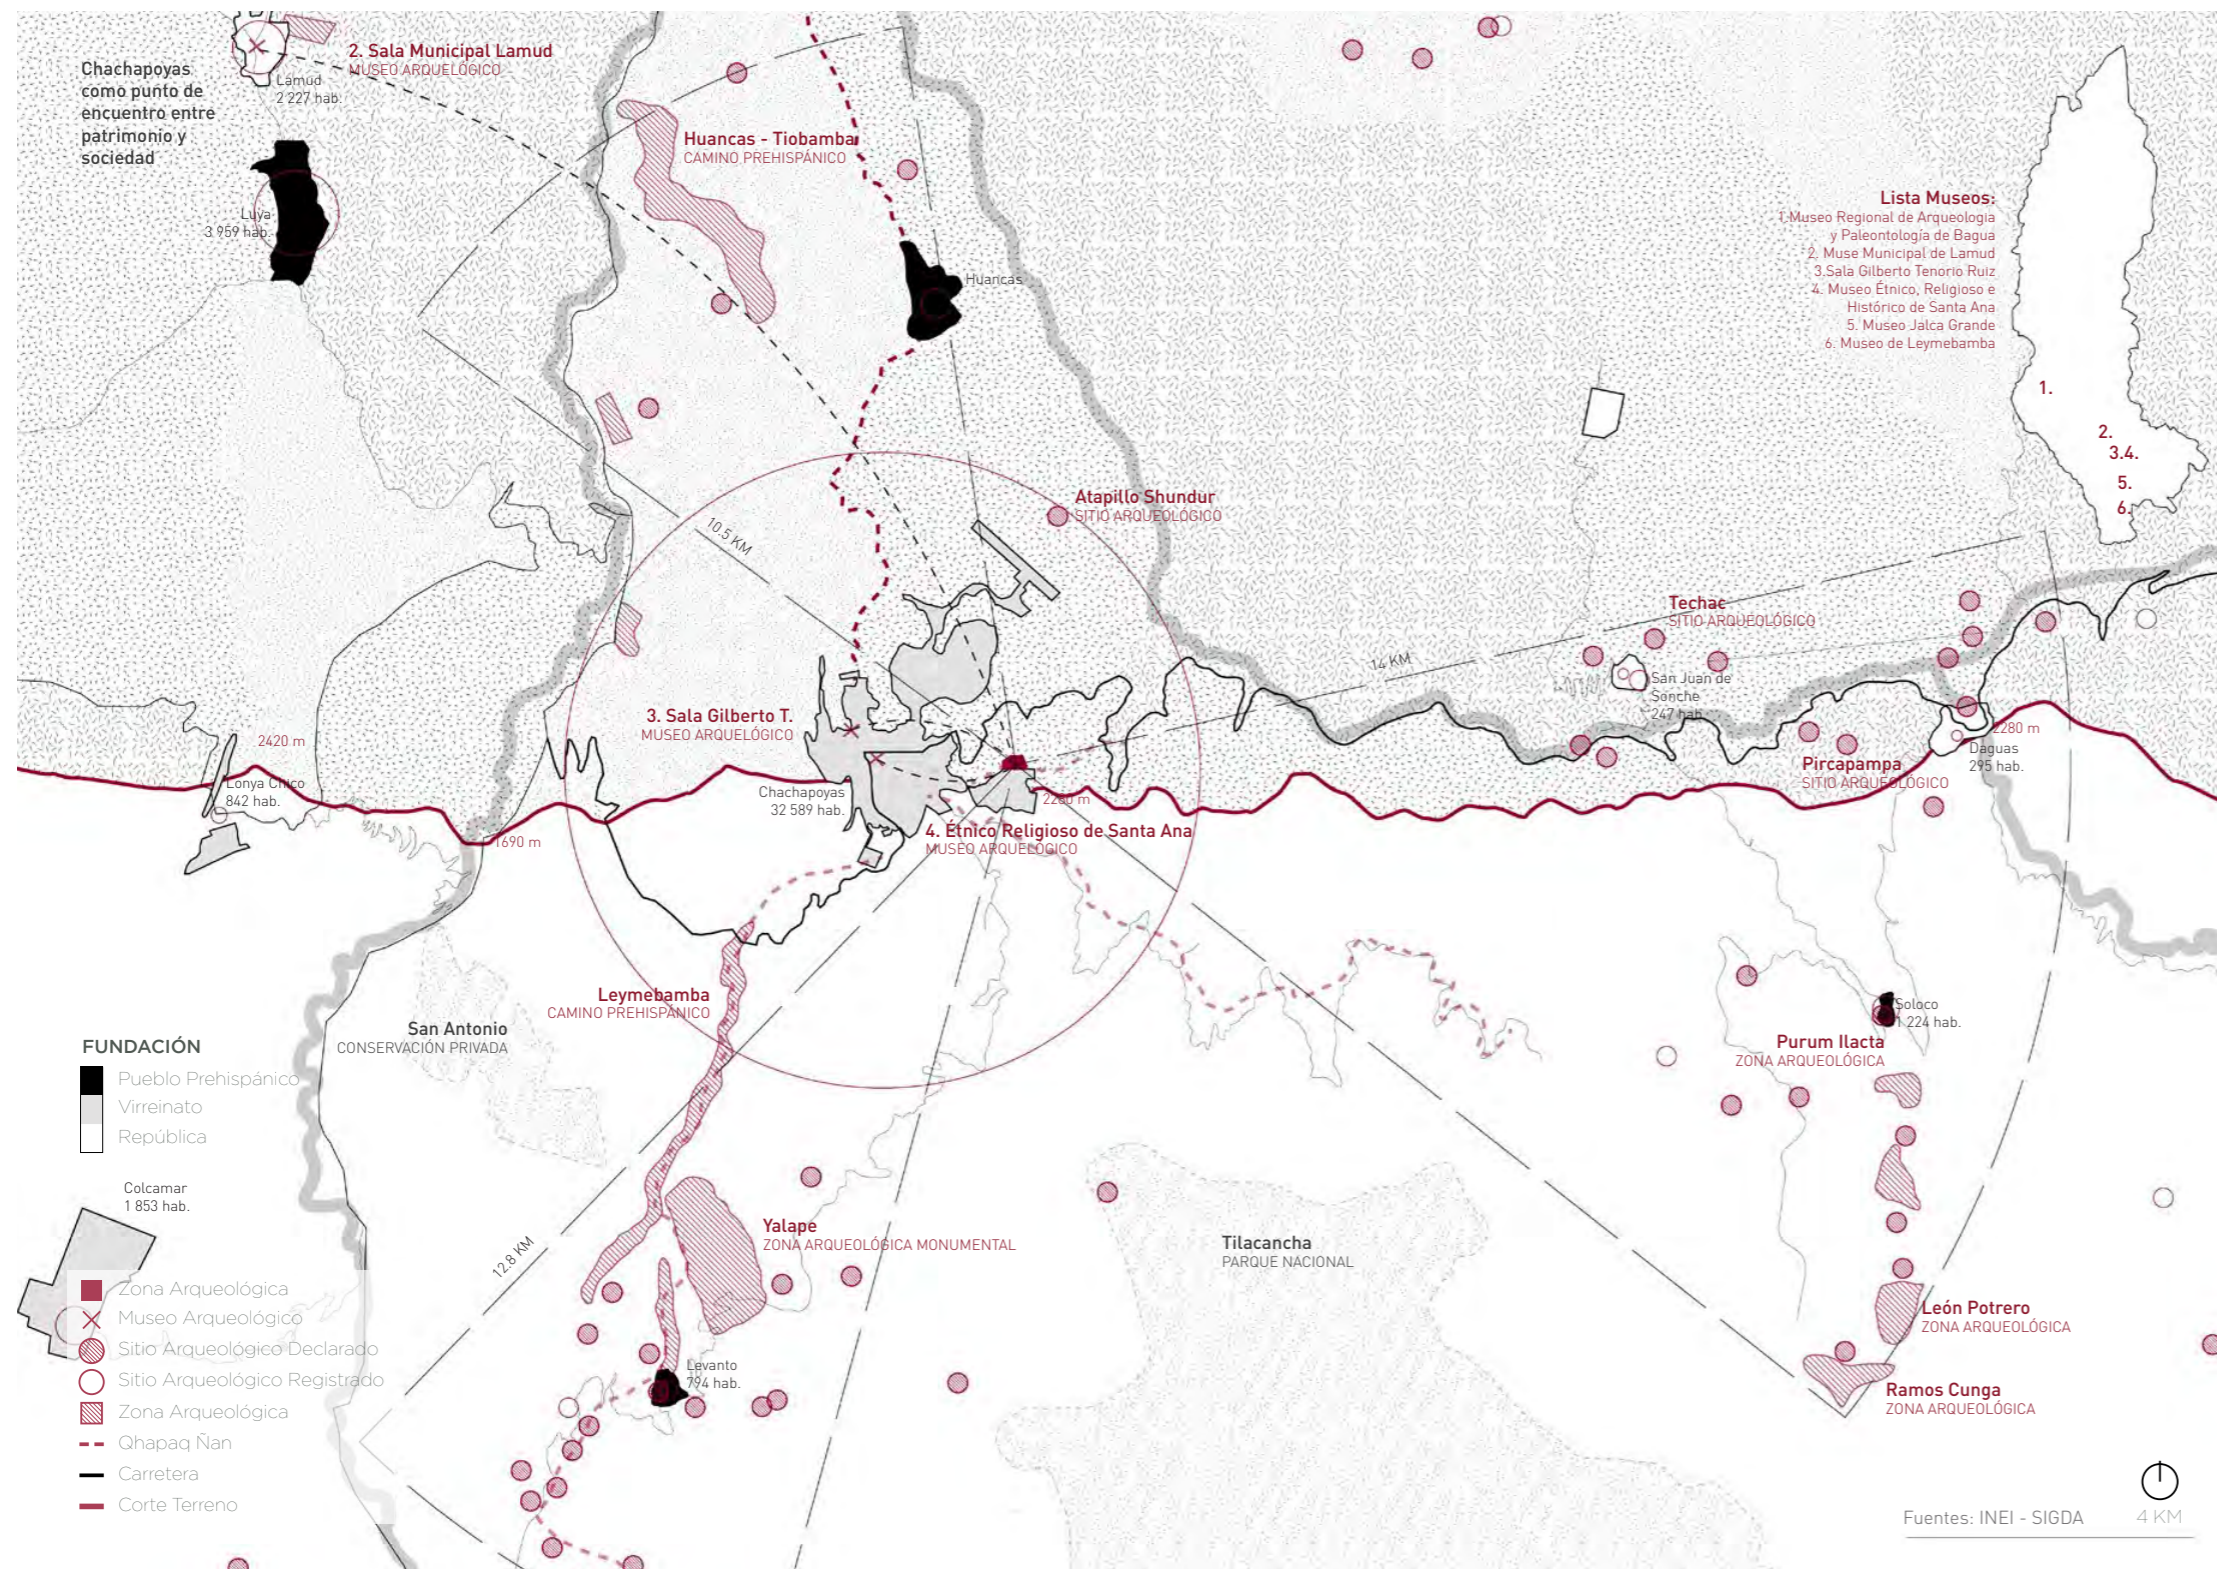 Chachapoyas
como punto de
encuentro entre
patrimonio y
sociedad
2. Sala Municipal Lamud
MUSEO ARQUELÓGICO
Lamud
2 227 hab.
Luya
3 959 hab.
Huancas - Tiobamba
CAMINO PREHISPÁNICO
Huancas
Lista Museos:
1.Museo Regional de Arqueologia
y Paleontología de Bagua
2. Muse Municipal de Lamud
3.Sala Gilberto Tenorio Ruiz
4. Museo Étnico, Religioso e
Histórico de Santa Ana
5. Museo Jalca Grande
6. Museo de Leymebamba
1.
2.
3.4.
5.
6.
Atapillo Shundur
SITIO ARQUEOLÓGICO
10.5 KM
Techac
SITIO ARQUEOLÓGICO
14 KM
San Juan de
Sonche
247 hab.
3. Sala Gilberto T.
MUSEO ARQUELÓGICO
2420 m
Lonya Chico
842 hab.
1690 m
Chachapoyas
32 589 hab.
2280 m
4. Étnico Religioso de Santa Ana
MUSEO ARQUELÓGICO
Pircapampa
SITIO ARQUEOLÓGICO
2280 m
Daguas
295 hab.
Leymebamba
CAMINO PREHISPÁNICO
San Antonio
CONSERVACIÓN PRIVADA
Soloco
1 224 hab.
Purum Ilacta
ZONA ARQUEOLÓGICA
FUNDACIÓN
Pueblo Prehispánico
Virreinato
República
Colcamar
1 853 hab.
12.8 KM
Yalape
ZONA ARQUEOLÓGICA MONUMENTAL
Tilacancha
PARQUE NACIONAL
León Potrero
ZONA ARQUEOLÓGICA
Ramos Cunga
ZONA ARQUEOLÓGICA
Levanto
794 hab.
Zona Arqueológica
Museo Arqueológico
Sitio Arqueológico Declarado
Sitio Arqueológico Registrado
Zona Arqueológica
Qhapaq Ñan
Carretera
Corte Terreno
Fuentes: INEI - SIGDA
4 KM